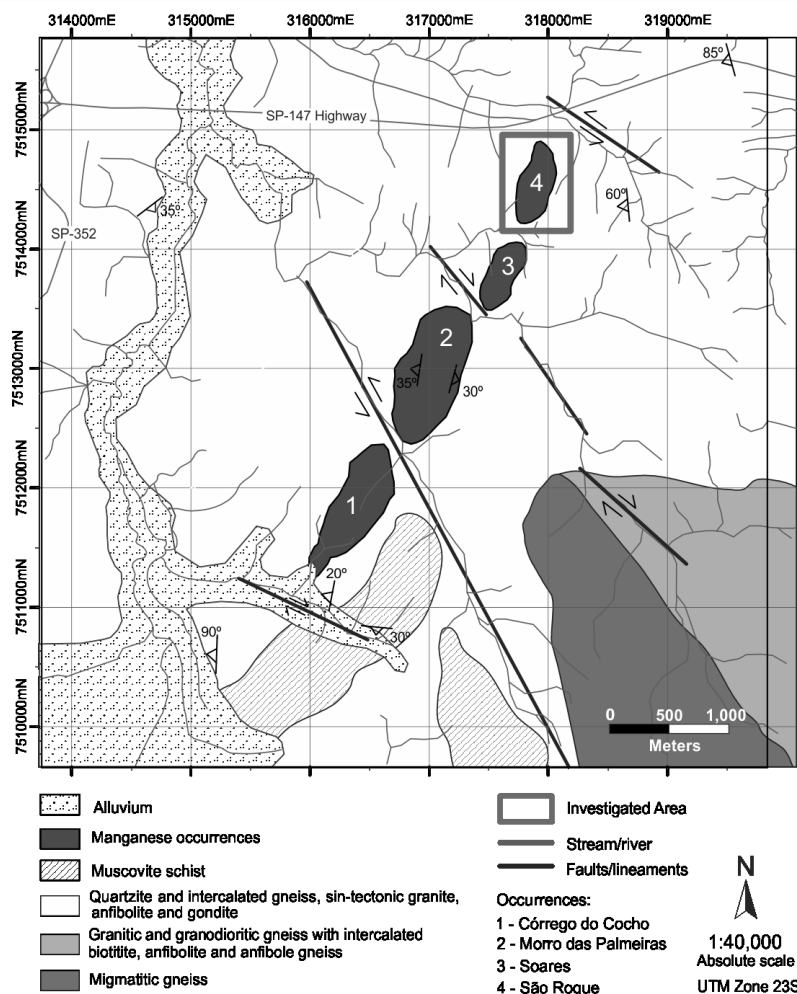 314000mE 315000mE 316000mE 317000mE 318000mE 319000mE
85º
SP-147 Highway
7515000mN
4
60º
35º
SP-352
7514000mN
3
2
7513000mN
35º
30º
7512000mN
1
20º
7511000mN
30º
90º
0 500 1,000
Meters
7510000mN
Alluvium
Manganese occurrences
Muscovite schist
Quartzite and intercalated gneiss, sin-tectonic granite,
anfibolite and gondite
Granitic and granodioritic gneiss with intercalated
biotitite, anfibolite and anfibole gneiss
Migmatitic gneiss
Investigated Area
Stream/river
Faults/lineaments
Occurrences:
1 - Córrego do Cocho
2 - Morro das Palmeiras
3 - Soares
4 - São Roque
N
1:40,000
Absolute scale
UTM Zone 23S